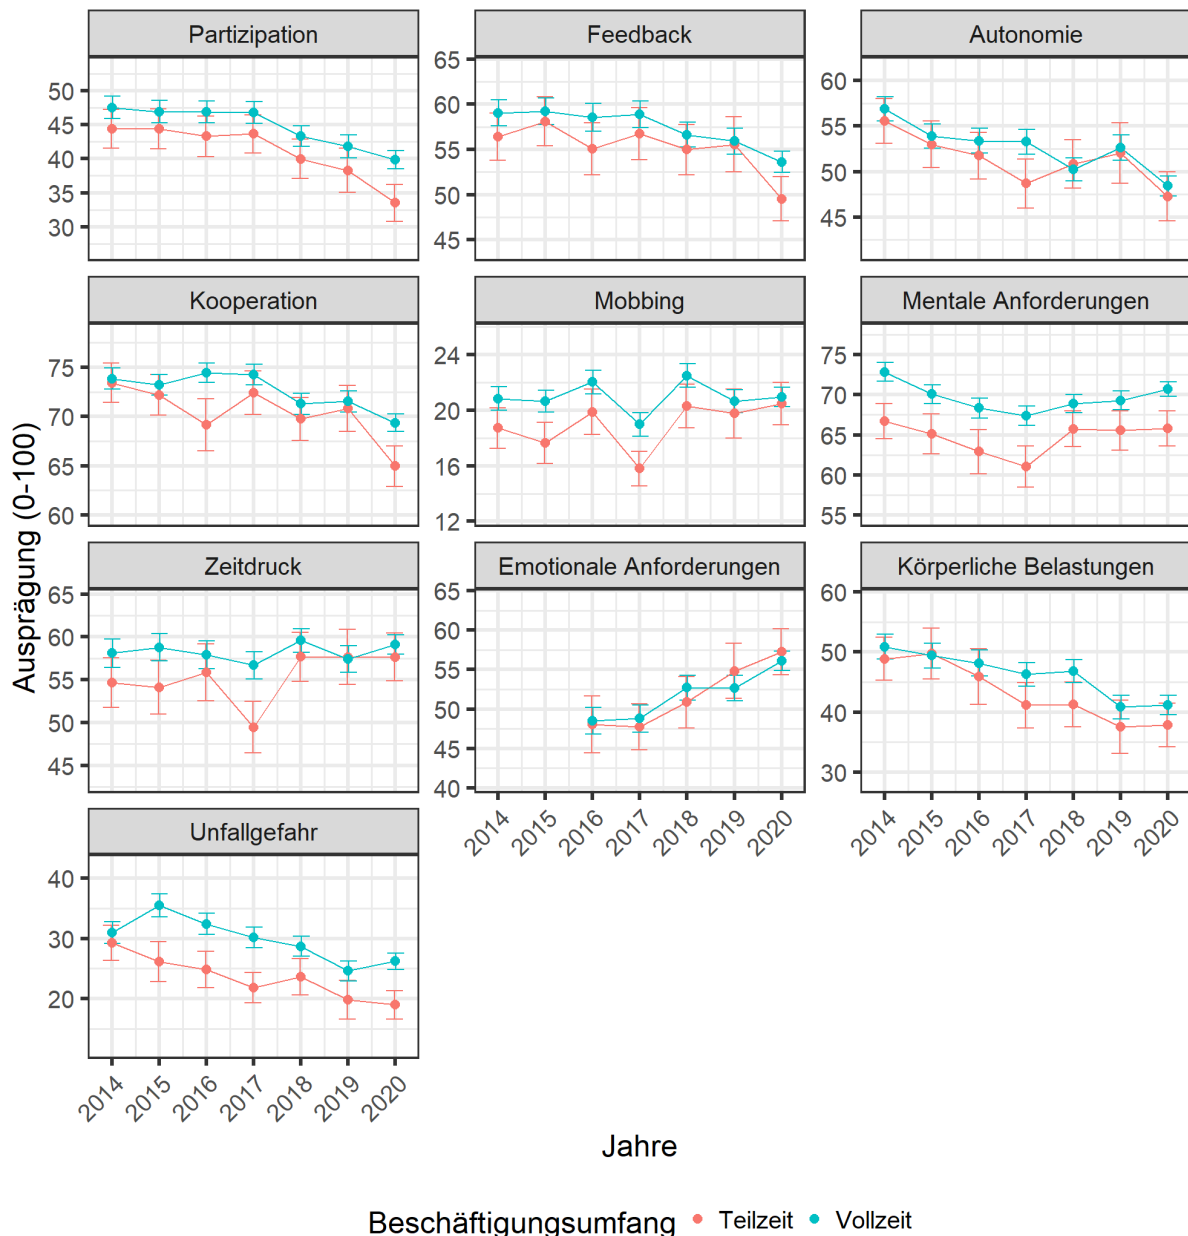 Partizipation
Feedback
Autonomie
50
45
40
35
30
65
60
55
50
45
60
55
50
45
Kooperation
Mobbing
Mentale Anforderungen
75
70
65
60
24
20
16
12
75
70
65
60
55
Zeitdruck
Emotionale Anforderungen
Körperliche Belastungen
65
60
55
50
45
65
60
55
50
45
40
60
50
40
30
2014 2015 2016 2017 2018 2019 2020
2014 2015 2016 2017 2018 2019 2020
Unfallgefahr
40
30
20
2014 2015 2016 2017 2018 2019 2020
Ausprägung (0-100)
Jahre
Beschäftigungsumfang Teilzeit Vollzeit